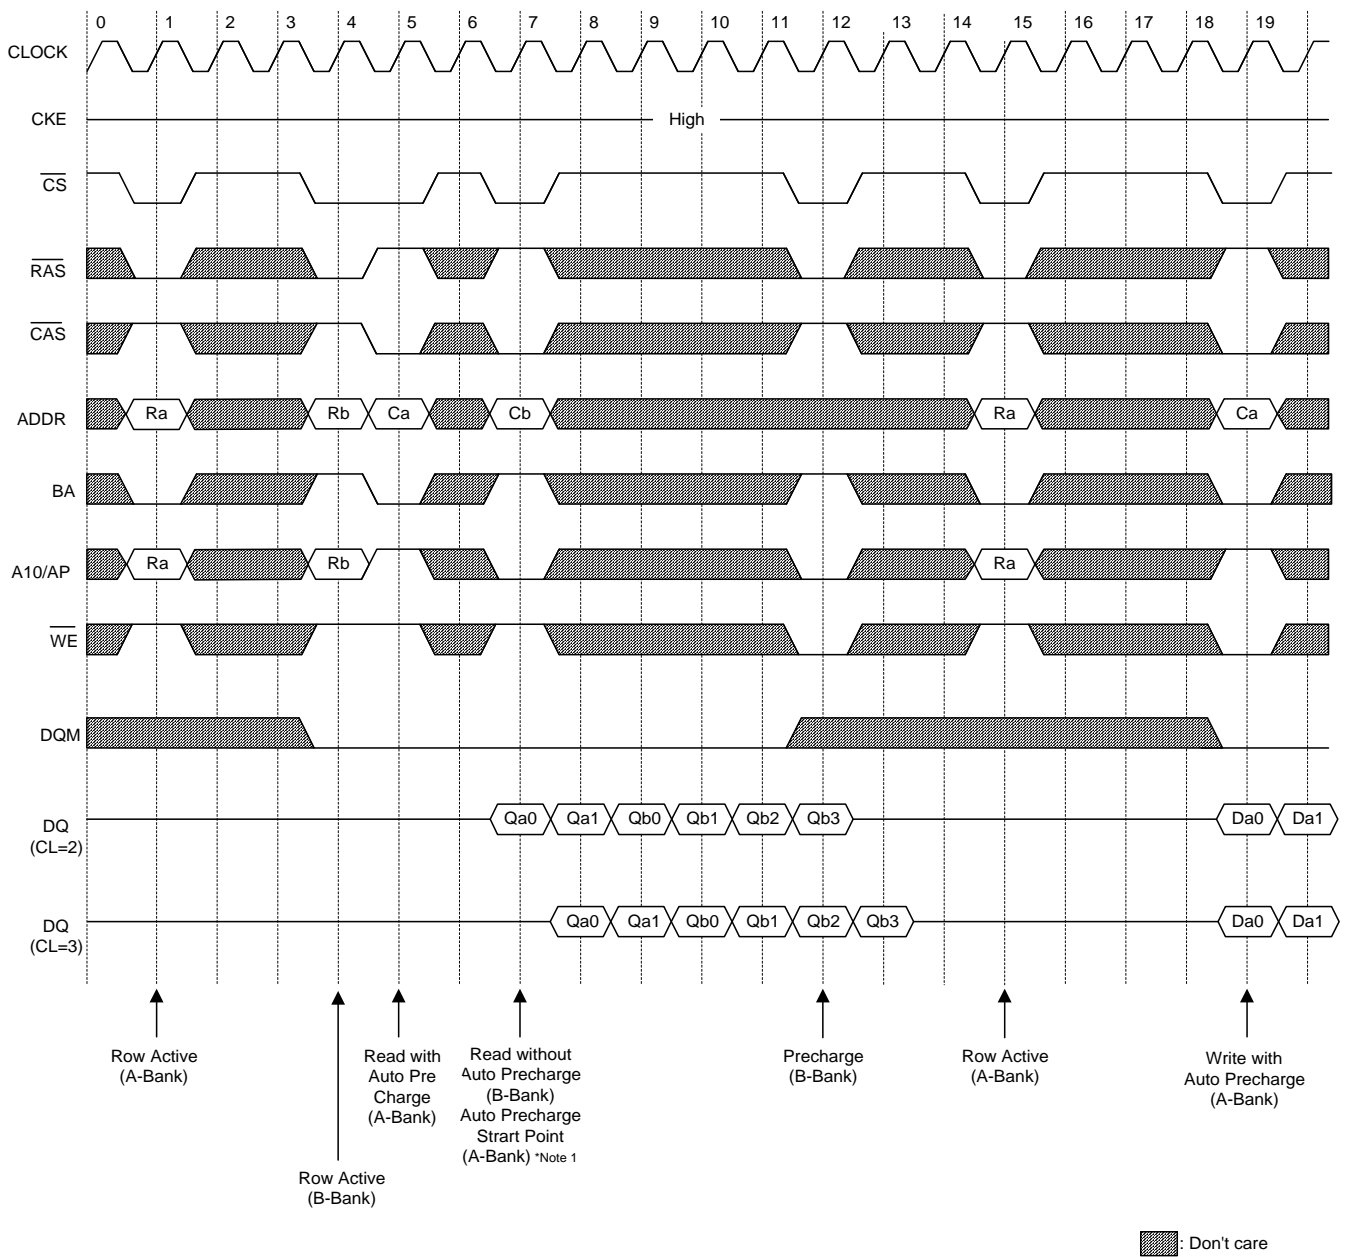 0 1 2 3 4 5 6 7 8 9 10 11 12 13 14 15 16 17 18 19
CLOCK
CKE High
CS
RAS
CAS
ADDR Ra Rb Ca Cb Ra Ca
BA
A10/AP Ra Rb Ra
WE
DQM
DQ
(CL=2)
Qa0 Qa1 Qb0 Qb1 Qb2 Qb3 Da0 Da1
DQ
(CL=3)
Qa0 Qa1 Qb0 Qb1 Qb2 Qb3 Da0 Da1
Row Active
(A-Bank)
Row Active
(B-Bank)
Read with
Auto Pre
Charge
(A-Bank)
Read without
Auto Precharge
(B-Bank)
Auto Precharge
Strart Point
(A-Bank) *Note 1
Precharge
(B-Bank)
Row Active
(A-Bank)
Write with
Auto Precharge
(A-Bank)
: Don't care